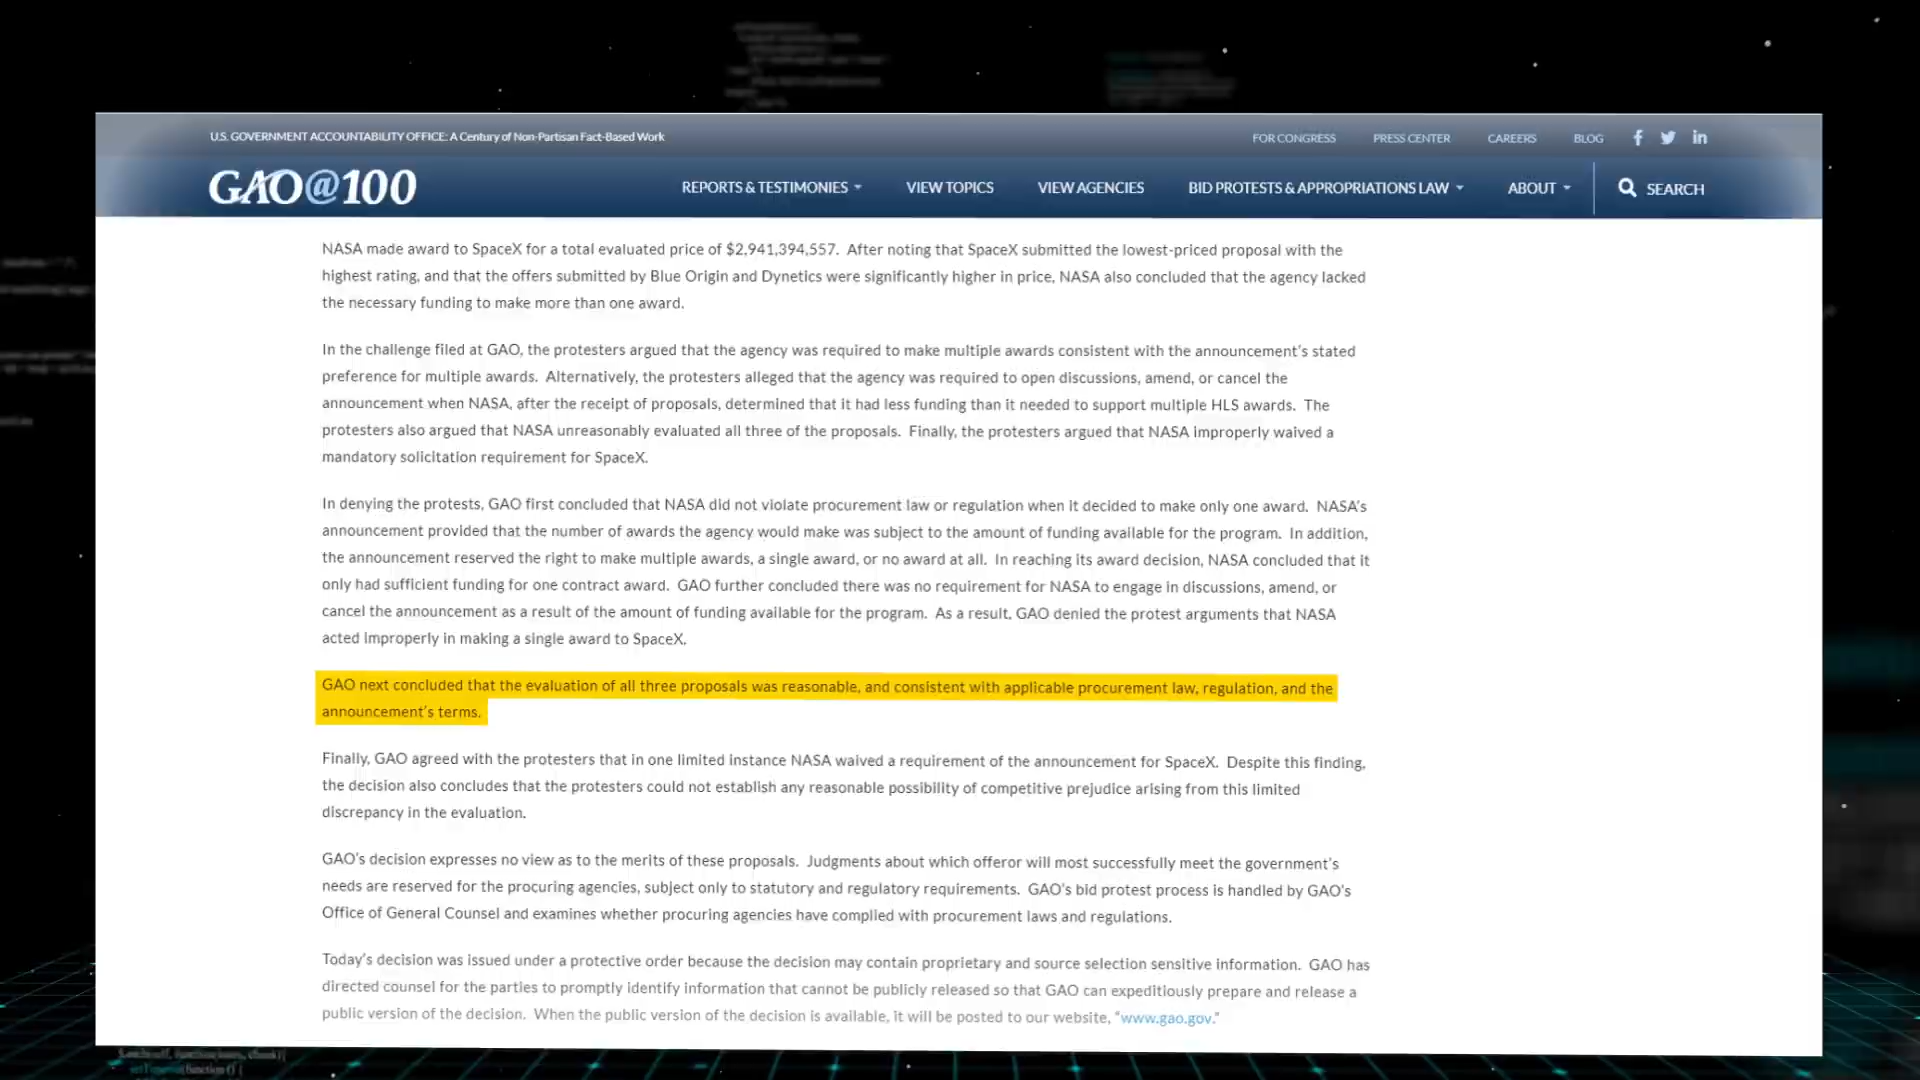 U.S. GOVERNMENT ACCOUNTABILITY OFFICE: A Century of Non-Partisan Fact-Based Work
FOR CONGRESS PRESS CENTER CAREERS BLOG
GAO@100
REPORTS & TESTIMONIES VIEW TOPICS VIEW AGENCIES BID PROTESTS & APPROPRIATIONS LAW ABOUT SEARCH
NASA made award to SpaceX for a total evaluated price of $2,941,394,557. After noting that SpaceX submitted the lowest-priced proposal with the
highest rating, and that the offers submitted by Blue Origin and Dynetics were significantly higher in price, NASA also concluded that the agency lacked
the necessary funding to make more than one award.
In the challenge filed at GAO, the protesters argued that the agency was required to make multiple awards consistent with the announcement's stated
preference for multiple awards. Alternatively, the protesters alleged that the agency was required to open discussions, amend, or cancel the
announcement when NASA, after the receipt of proposals, determined that it had less funding than it needed to support multiple HLS awards. The
protesters also argued that NASA unreasonably evaluated all three of the proposals. Finally, the protesters argued that NASA improperly waived a
mandatory solicitation requirement for SpaceX.
In denying the protests, GAO first concluded that NASA did not violate procurement law or regulation when it decided to make only one award. NASA's
announcement provided that the number of awards the agency would make was subject to the amount of funding available for the program. In addition,
the announcement reserved the right to make multiple awards, a single award, or no award at all. In reaching its award decision, NASA concluded that it
only had sufficient funding for one contract award. GAO further concluded there was no requirement for NASA to engage in discussions, amend, or
cancel the announcement as a result of the amount of funding available for the program. As a result, GAO denied the protest arguments that NASA
acted improperly in making a single award to SpaceX.
GAO next concluded that the evaluation of all three proposals was reasonable, and consistent with applicable procurement law, regulation, and the
announcement's terms.
Finally, GAO agreed with the protesters that in one limited instance NASA waived a requirement of the announcement for SpaceX. Despite this finding,
the decision also concludes that the protesters could not establish any reasonable possibility of competitive prejudice arising from this limited
discrepancy in the evaluation.
GAO's decision expresses no view as to the merits of these proposals. Judgments about which offeror will most successfully meet the government's
needs are reserved for the procuring agencies, subject only to statutory and regulatory requirements. GAO's bid protest process is handled by GAO's
Office of General Counsel and examines whether procuring agencies have complied with procurement laws and regulations.
Today's decision was issued under a protective order because the decision may contain proprietary and source selection sensitive information. GAO has
directed counsel for the parties to promptly identify information that cannot be publicly released so that GAO can expeditiously prepare and release a
public version of the decision. When the public version of the decision is available, it will be posted to our website, "www.gao.gov."